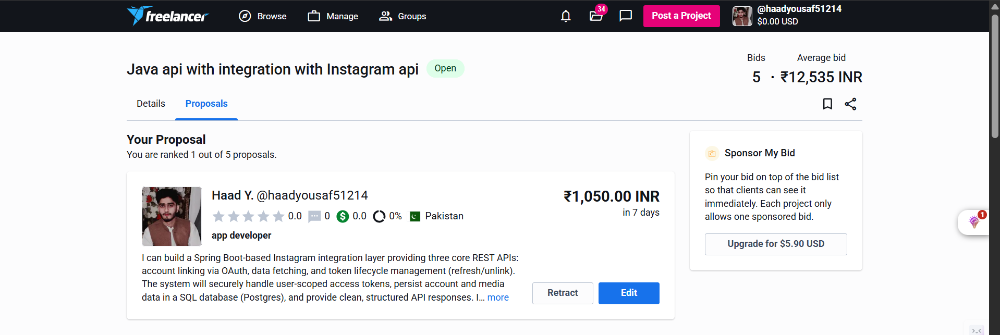 freelancer
Browse
Manage
Groups
34
Post a Project
@haadyousaf51214
$0.00 USD
Java api with integration with Instagram api
Open
Bids
Average bid
5 · ₹12,535 INR
Details
Proposals
Your Proposal
You are ranked 1 out of 5 proposals.
Haad Y. @haadyousaf51214
0.0 0 0.0 0% Pakistan
app developer
₹1,050.00 INR
in 7 days
I can build a Spring Boot-based Instagram integration layer providing three core REST APIs:
account linking via OAuth, data fetching, and token lifecycle management (refresh/unlink).
The system will securely handle user-scoped access tokens, persist account and media
data in a SQL database (Postgres), and provide clean, structured API responses. I... more
Retract
Edit
Sponsor My Bid
Pin your bid on top of the bid list
so that clients can see it
immediately. Each project only
allows one sponsored bid.
Upgrade for $5.90 USD
1